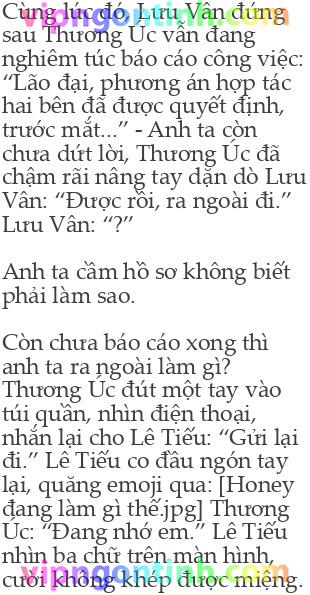 Cùng lúc đó, Lưu Vân đứng
sau Thương Úc vẫn đang
nghiêm túc báo cáo công việc:
“Lão đại, phương án hợp tác
hai bên đã được quyết định,
trước mắt...” - Anh ta còn
chưa dứt lời, Thương Úc đã
chậm rãi nâng tay dặn dò Lưu
Vân: “Được rồi, ra ngoài đi.”
Lưu Vân: “?”
Anh ta cầm hồ sơ không biết
phải làm sao.
Còn chưa báo cáo xong thì
anh ta ra ngoài làm gì?
Thương Úc đút một tay vào
túi quần, nhìn điện thoại,
nhắn lại cho Lê Tiếu: “Gửi lại
đi.” Lê Tiếu co đầu ngón tay
lại, quăng emoji qua: [Honey
đang làm gì thế.jpg] Thương
Úc: “Đang nhớ em.” Lê Tiếu
nhìn ba chữ trên màn hình,
cười không khép được miệng.
vipngontinh.com
vipngontinh.com